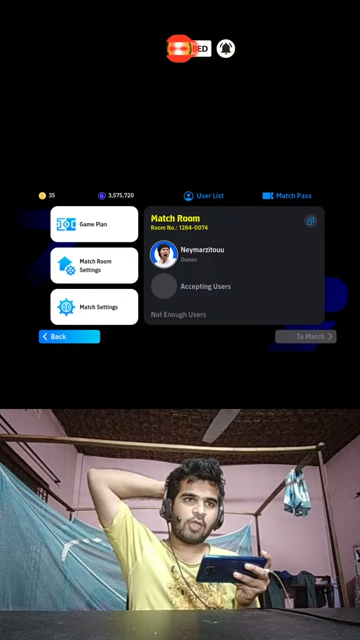 ED
35
3,575,720
User List
Match Pass
Game Plan
Match Room
Room No.: 1284-0074
Neymarzitouu
Owner
Match Room
Settings
Accepting Users
Match Settings
Not Enough Users
Back
To Match